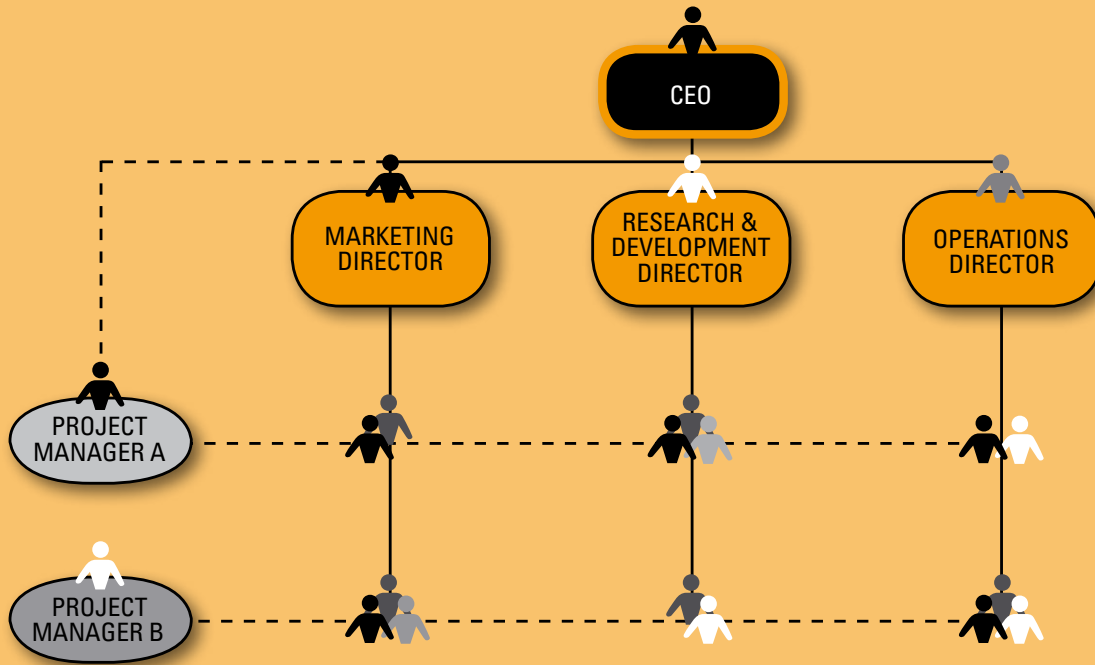 CEO
MARKETING
DIRECTOR
RESEARCH &
DEVELOPMENT
DIRECTOR
OPERATIONS
DIRECTOR
PROJECT
MANAGER A
PROJECT
MANAGER B